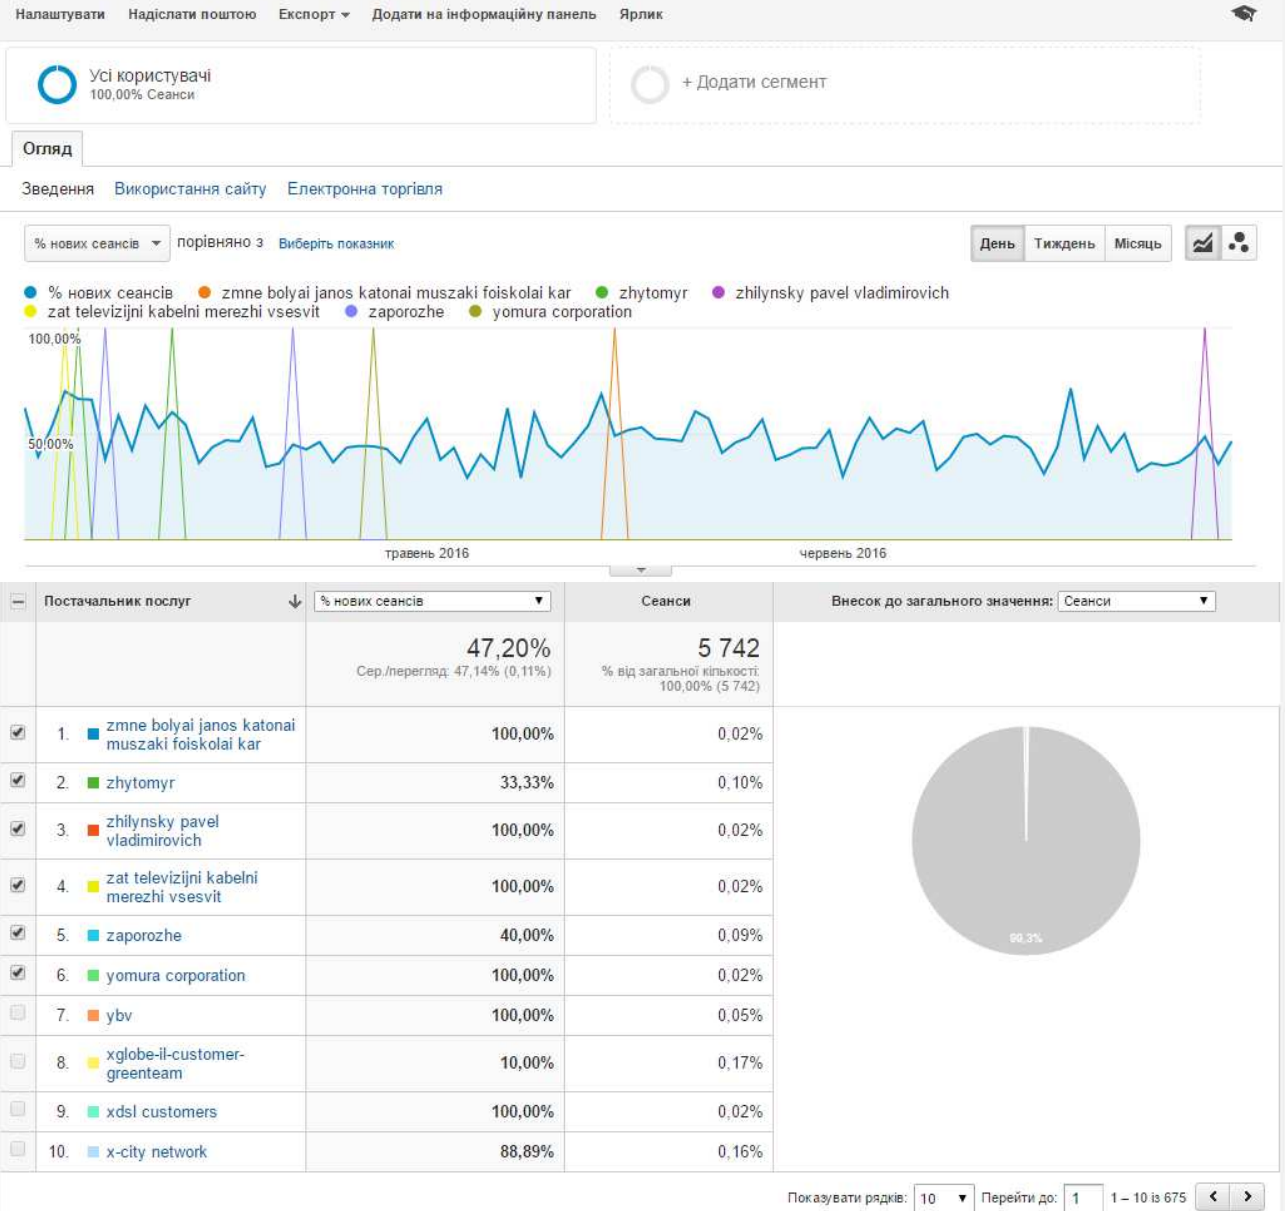 Налаштувати Надіслати поштою Експорт Додати на інформаційну панель Ярлик
Усі користувачі
100,00% Сеанси
+ Додати сегмент
Огляд
Зведення Використання сайту Електронна торгівля
% нових сеансів порівняно з Виберіть показник День Тиждень Місяць
% нових сеансів zmne bolyai janos katonai muszaki foiskolai kar zhytomyr zhilynsky pavel vladimirovich
zat televizijni kabelni merezhi vsesvit zaporozhe yomura corporation
100,00%
50,00%
травень 2016 червень 2016
Постачальник послуг % нових сеансів Сеанси Внесок до загального значення: Сеанси
47,20% 5 742
Сер./перегляд: 47,14% (0,11%) % від загальної кількості:
100,00% (5 742)
1. zmne bolyai janos katonai
muszaki foiskolai kar 100,00% 0,02%
2. zhytomyr 33,33% 0,10%
3. zhilynsky pavel
vladimirovich 100,00% 0,02%
4. zat televizijni kabelni
merezhi vsesvit 100,00% 0,02%
5. zaporozhe 40,00% 0,09%
99,3%
6. yomura corporation 100,00% 0,02%
7. ybv 100,00% 0,05%
8. xglobe-il-customer-
greenteam 10,00% 0,17%
9. xdsl customers 100,00% 0,02%
10. x-city network 88,89% 0,16%
Показувати рядків: 10 Перейти до: 1 1 – 10 із 675